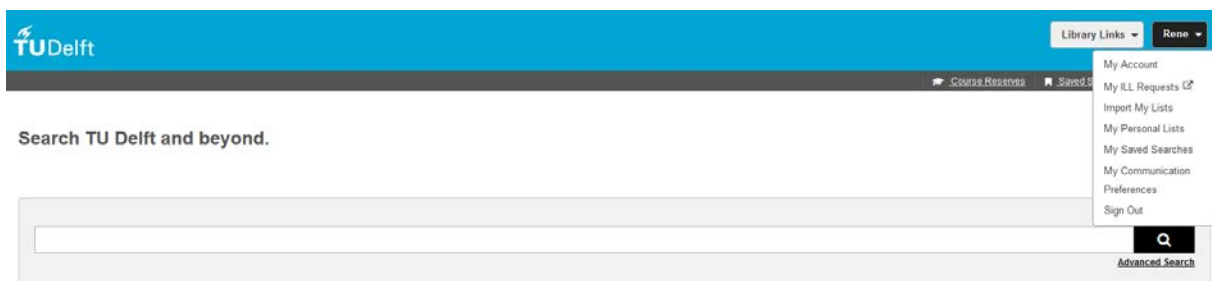 TUDelft
Library Links
Rene
My Account
My ILL Requests
Import My Lists
My Personal Lists
My Saved Searches
My Communication
Preferences
Sign Out
Course Reserves
Saved S
Search TU Delft and beyond.
Advanced Search